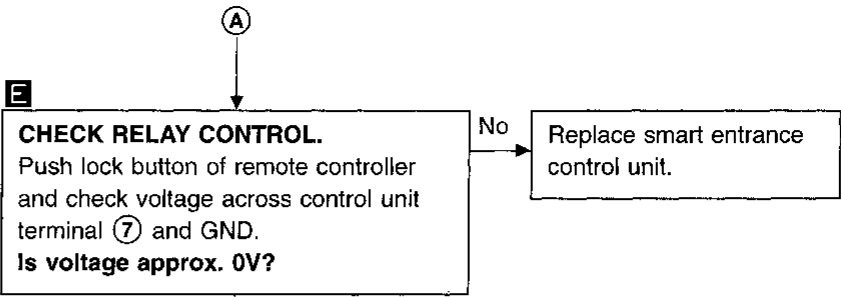 Ⓐ
E
CHECK RELAY CONTROL.
Push lock button of remote controller
and check voltage across control unit
terminal ⑦ and GND.
Is voltage approx. 0V?
No
Replace smart entrance
control unit.